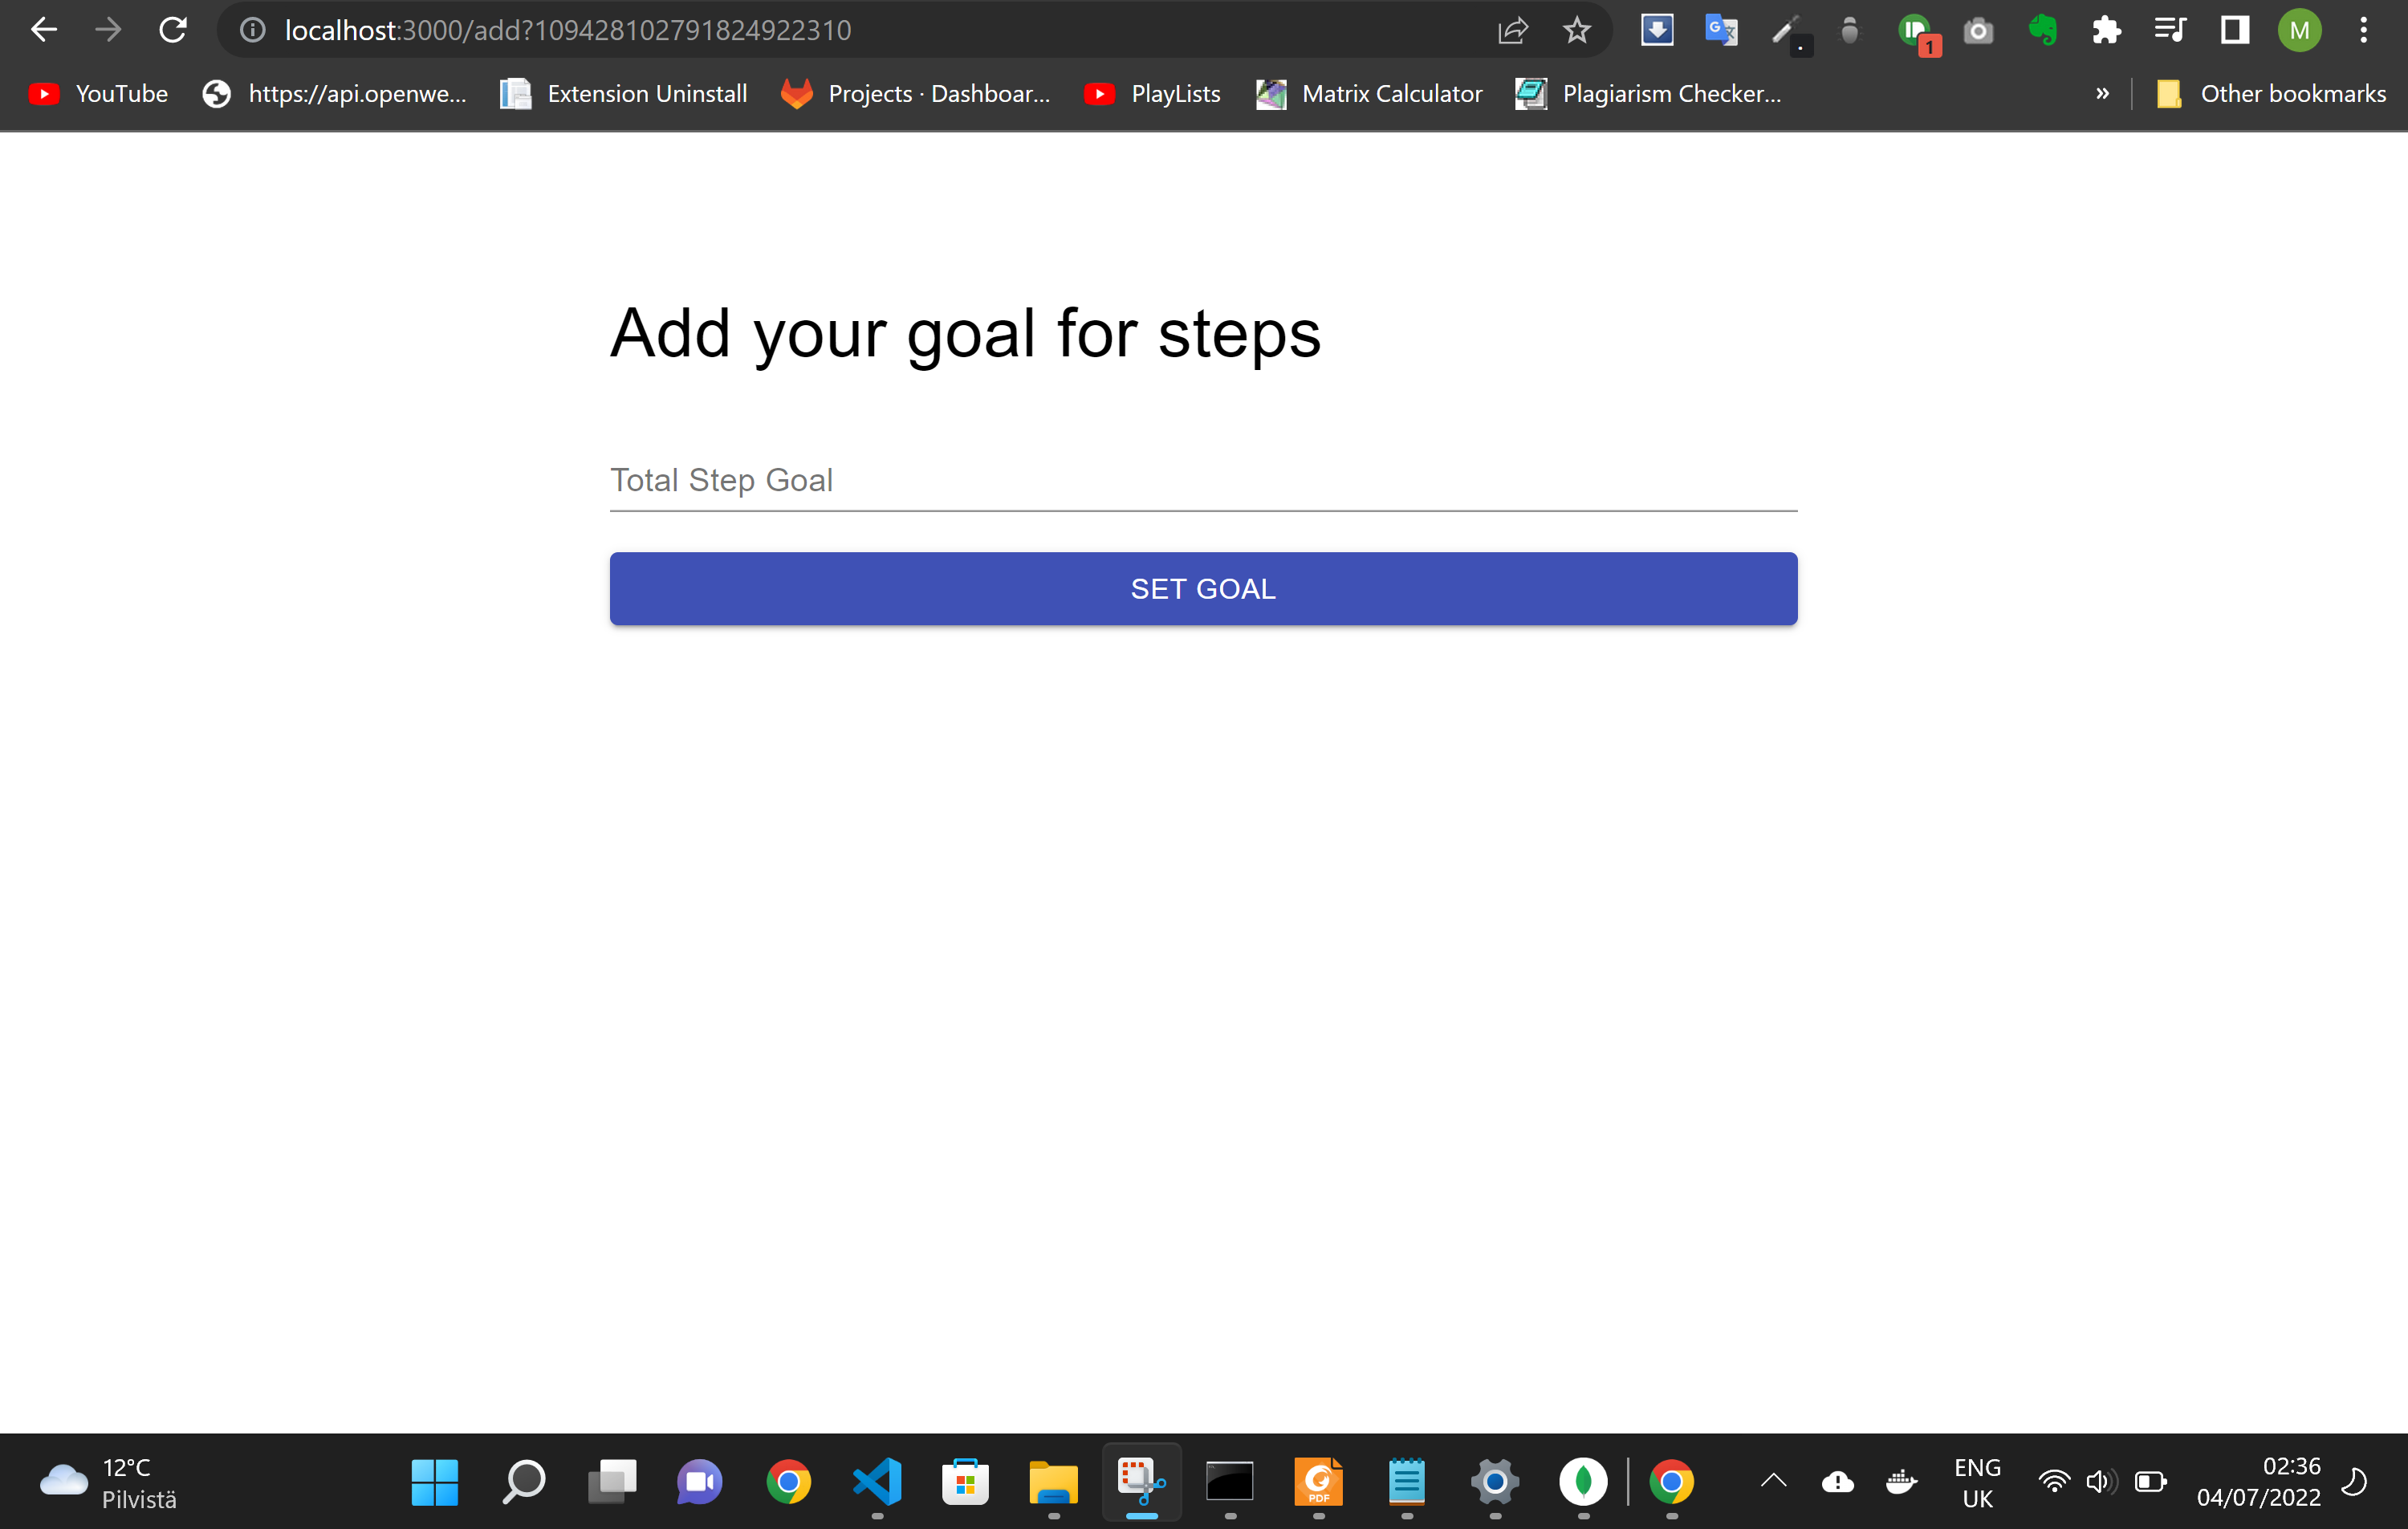 localhost:3000/add?109428102791824922310
1
M
YouTube https://api.openwe... Extension Uninstall Projects · Dashboar... PlayLists Matrix Calculator Plagiarism Checker... » Other bookmarks
Add your goal for steps
Total Step Goal
SET GOAL
12°C
Pilvistä
PDF
ENG
UK
02:36
04/07/2022